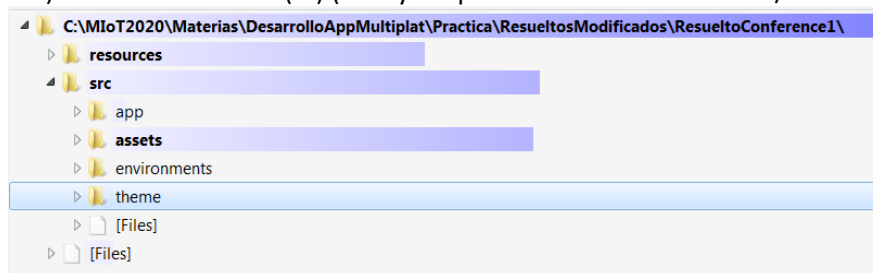 C:\MIoT2020\Materias\DesarrolloAppMultiplat\Practica\ResueltosModificados\ResueltoConference1\
resources
src
app
assets
environments
theme
[Files]
[Files]